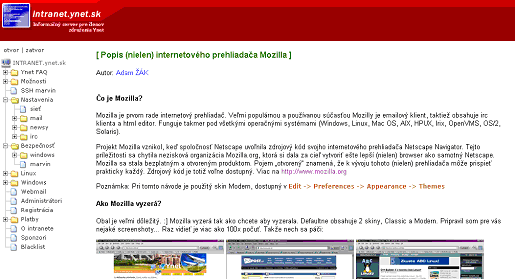 Intranet.ynet.sk
Informačný server pre členov
združenia Ynet
otvor | zatvor
INTRANET.ynet.sk
Ynet FAQ
Možnosti
SSH marvin
Nastavenia
sieť
mail
newsy
irc
Bezpečnosť
windows
marvin
Linux
Windows
Webmail
Administrátori
Registrácia
Platby
O intranete
Sponzori
Blacklist
[ Popis (nielen) internetového prehliadača Mozilla ]
Autor: Adam ŽÁK
Čo je Mozilla?
Mozilla je prvom rade internetový prehliadač. Veľmi populárnou a používanou súčasťou Mozilly je emailový klient, taktiež obsahuje irc
klienta a html editor. Funguje takmer pod všetkými operačnými systémami (Windows, Linux, Mac OS, AIX, HPUX, Irix, OpenVMS, OS/2,
Solaris).
Projekt Mozilla vznikol, keď spoločnosť Netscape uvoľnila zdrojový kód svojho internetového prehliadača Netscape Navigator. Tejto
príležitosti sa chytila nezisková organizácia Mozilla.org, ktorá si dala za cieľ vytvoriť ešte lepší (nielen) browser ako samotný Netscape.
Mozilla sa stala bezplatným a otvoreným produktom. Pojem „otvorený" znamená, že k vývoju tohoto (nielen) prehliadača môže prispieť
prakticky každý. Zdrojový kód je totiž voľne dostupný. Viac na http://www.mozilla.org
Poznámka: Pri tomto návode je použitý skin Modern, dostupný v Edit -> Preferences -> Appearance -> Themes
Ako Mozilla vyzerá?
Obal je veľmi dôležitý. :] Mozilla vyzerá tak ako chcete aby vyzerala. Defaultne obsahuje 2 skiny, Classic a Modern. Pripravil som pre vás
nejaké screenshoty... Raz vidieť je viac ako 100x počuť. Takže nech sa páči: